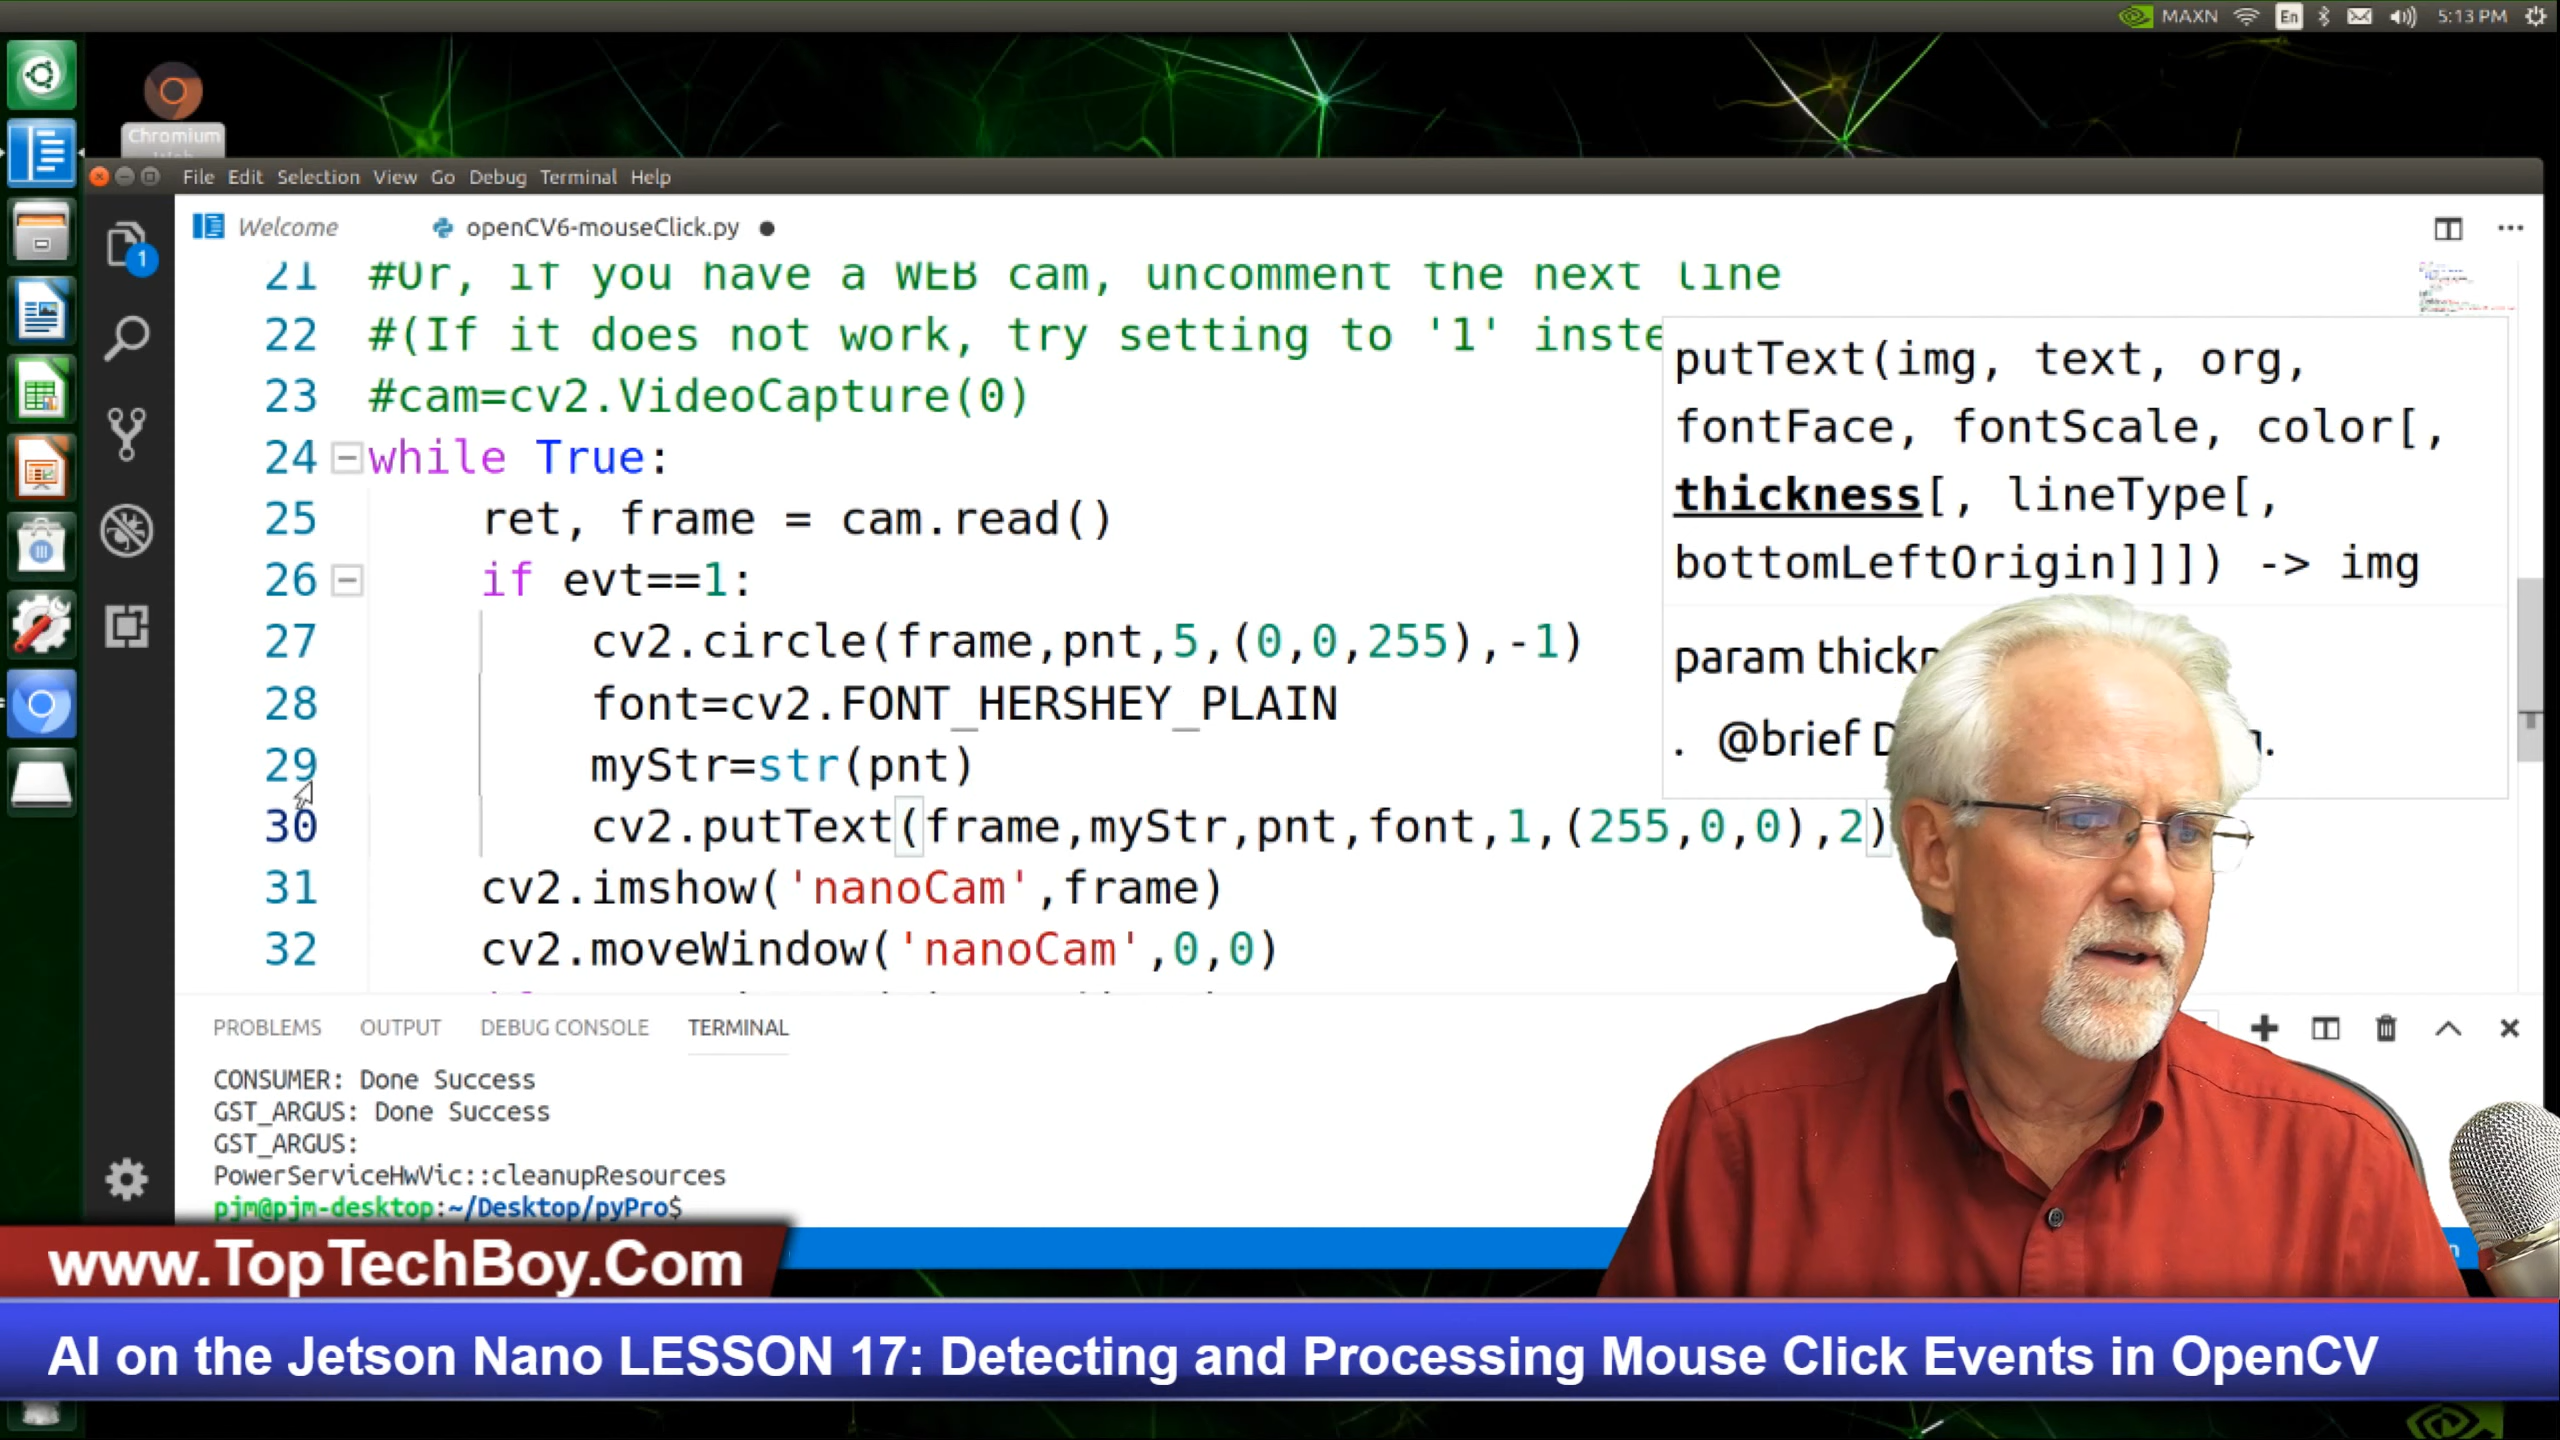 MAXN En 5:13 PM
Chromium
File Edit Selection View Go Debug Terminal Help
Welcome openCV6-mouseClick.py
1
21 #Or, if you have a WEB cam, uncomment the next line
22 #(If it does not work, try setting to '1' inste
23 #cam=cv2.VideoCapture(0)
24 while True:
25 ret, frame = cam.read()
26 if evt==1:
27 cv2.circle(frame,pnt,5,(0,0,255),-1)
28 font=cv2.FONT_HERSHEY_PLAIN
29 myStr=str(pnt)
30 cv2.putText(frame,myStr,pnt,font,1,(255,0,0),2)
31 cv2.imshow('nanoCam',frame)
32 cv2.moveWindow('nanoCam',0,0)
putText(img, text, org,
fontFace, fontScale, color[,
thickness[, lineType[,
bottomLeftOrigin]]]) -> img
param thickn
. @brief D
PROBLEMS OUTPUT DEBUG CONSOLE TERMINAL
CONSUMER: Done Success
GST_ARGUS: Done Success
GST_ARGUS:
PowerServiceHwVic::cleanupResources
pjm@pjm-desktop:~/Desktop/pyPro$
www.TopTechBoy.Com
AI on the Jetson Nano LESSON 17: Detecting and Processing Mouse Click Events in OpenCV